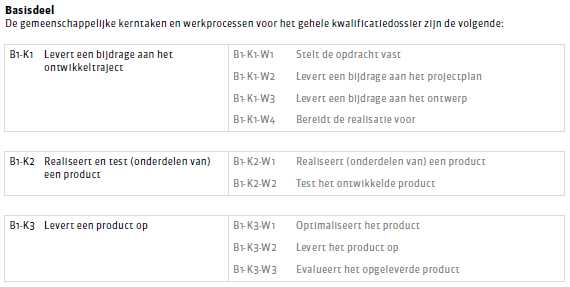 Basisdeel
De gemeenschappelijke kerntaken en werkprocessen voor het gehele kwalificatiedossier zijn de volgende:
B1-K1 Levert een bijdrage aan het ontwikkeltraject
B1-K1-W1 Stelt de opdracht vast
B1-K1-W2 Levert een bijdrage aan het projectplan
B1-K1-W3 Levert een bijdrage aan het ontwerp
B1-K1-W4 Bereidt de realisatie voor
B1-K2 Realiseert en test (onderdelen van) een product
B1-K2-W1 Realiseert (onderdelen van) een product
B1-K2-W2 Test het ontwikkelde product
B1-K3 Levert een product op
B1-K3-W1 Optimaliseert het product
B1-K3-W2 Levert het product op
B1-K3-W3 Evalueert het opgeleverde product